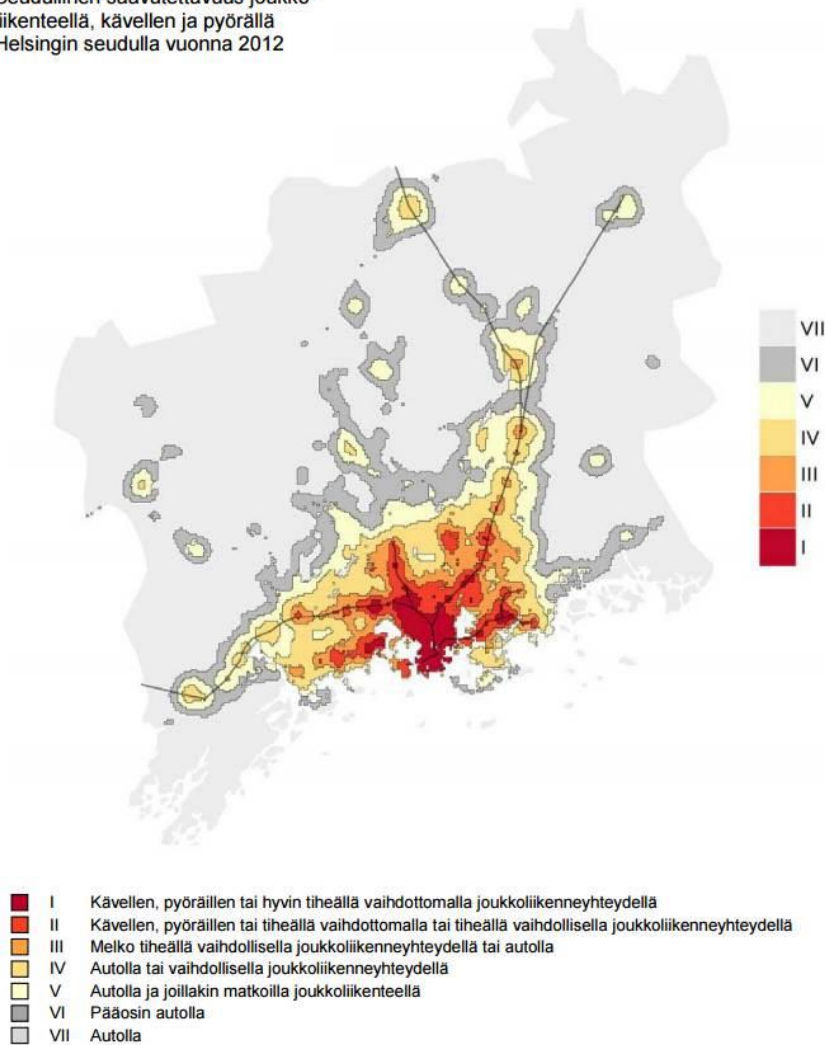 iikenteellä, kävellen ja pyörällä
Helsingin seudulla vuonna 2012
VII
VI
V
IV
III
II
I
I Kävellen, pyöräillen tai hyvin tiheällä vaihdottomalla joukkoliikenneyhteydellä
II Kävellen, pyöräillen tai tiheällä vaihdottomalla tai tiheällä vaihdollisella joukkoliikenneyhteydellä
III Melko tiheällä vaihdollisella joukkoliikenneyhteydellä tai autolla
IV Autolla tai vaihdollisella joukkoliikenneyhteydellä
V Autolla ja joillakin matkoilla joukkoliikenteellä
VI Pääosin autolla
VII Autolla